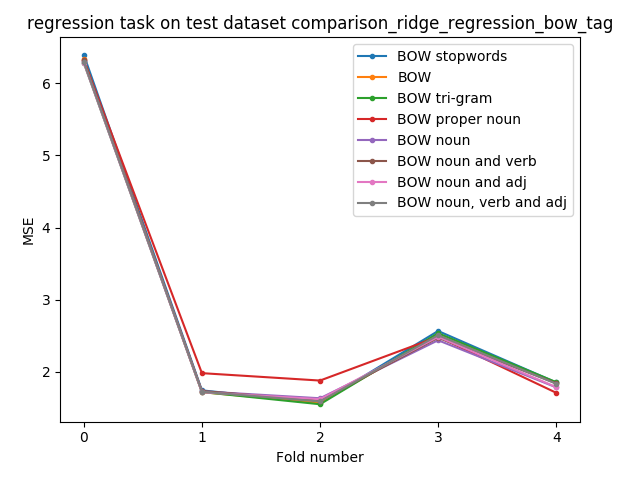 regression task on test dataset comparison_ridge_regression_bow_tag
BOW stopwords
BOW
BOW tri-gram
BOW proper noun
BOW noun
BOW noun and verb
BOW noun and adj
BOW noun, verb and adj
6
5
4
3
2
MSE
0 1 2 3 4
Fold number